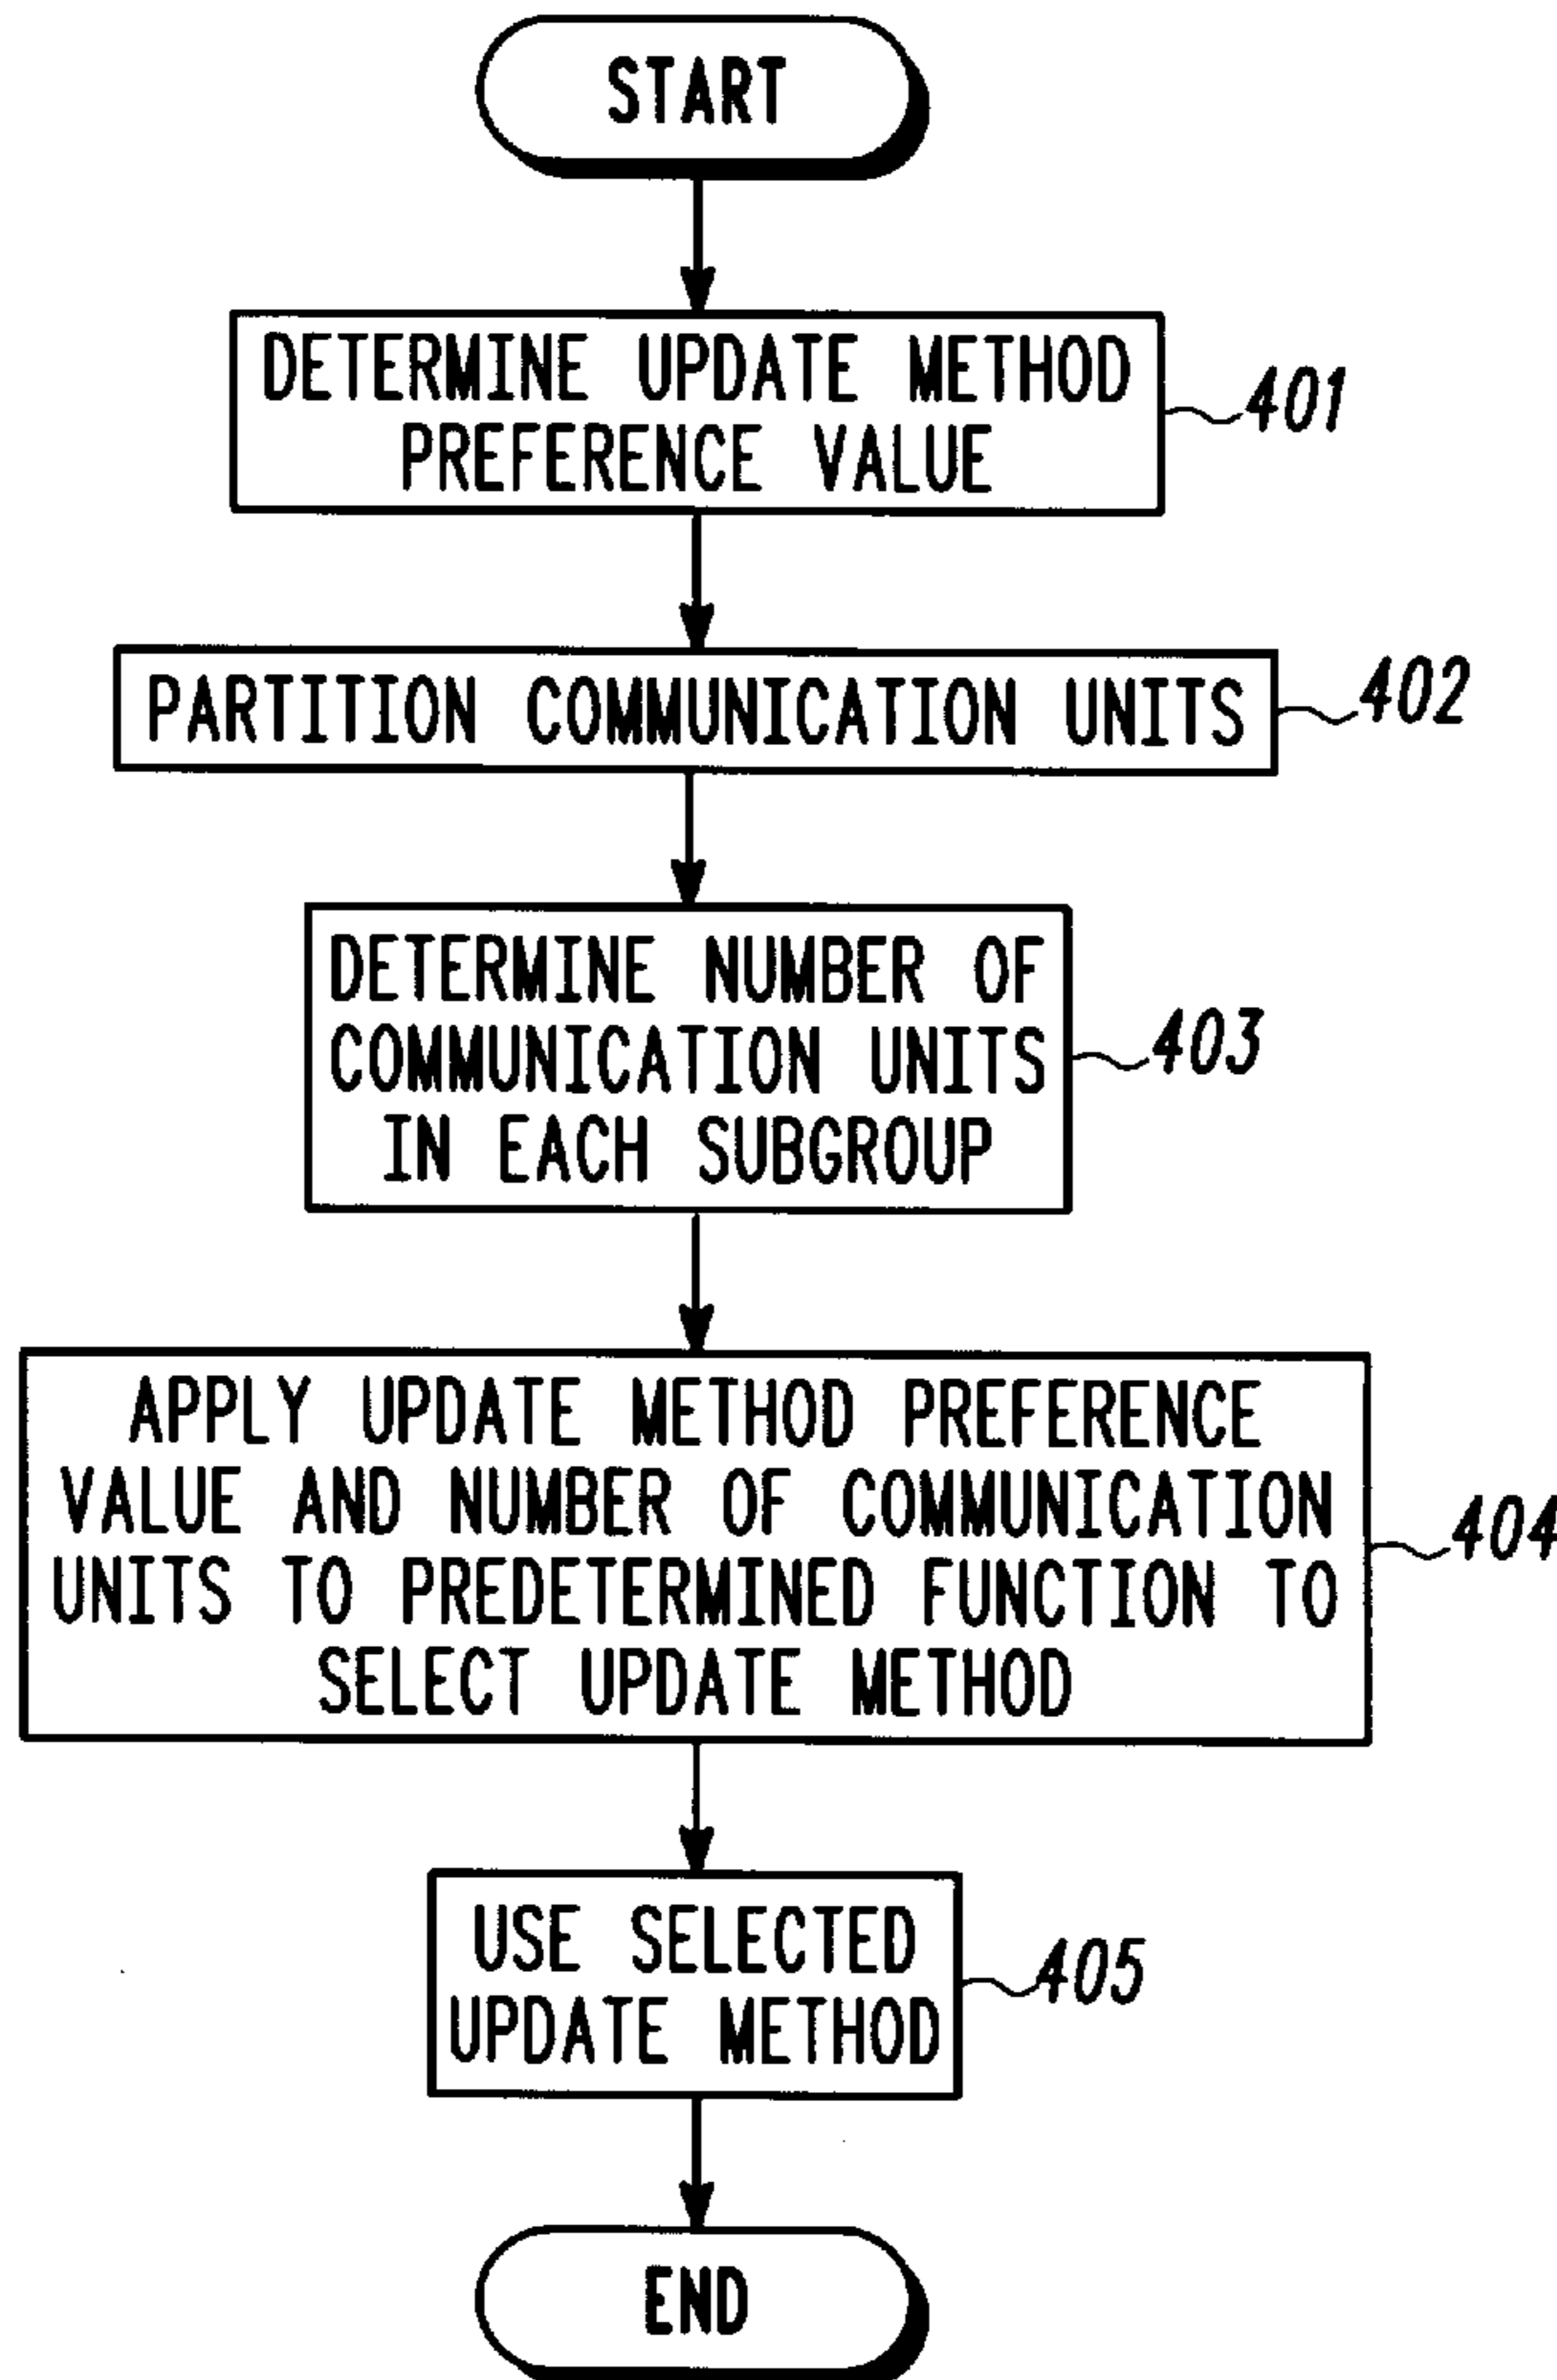 START
DETERMINE UPDATE METHOD
PREFERENCE VALUE
401
PARTITION COMMUNICATION UNITS
402
DETERMINE NUMBER OF
COMMUNICATION UNITS
IN EACH SUBGROUP
403
APPLY UPDATE METHOD PREFERENCE
VALUE AND NUMBER OF COMMUNICATION
UNITS TO PREDETERMINED FUNCTION TO
SELECT UPDATE METHOD
404
USE SELECTED
UPDATE METHOD
405
END